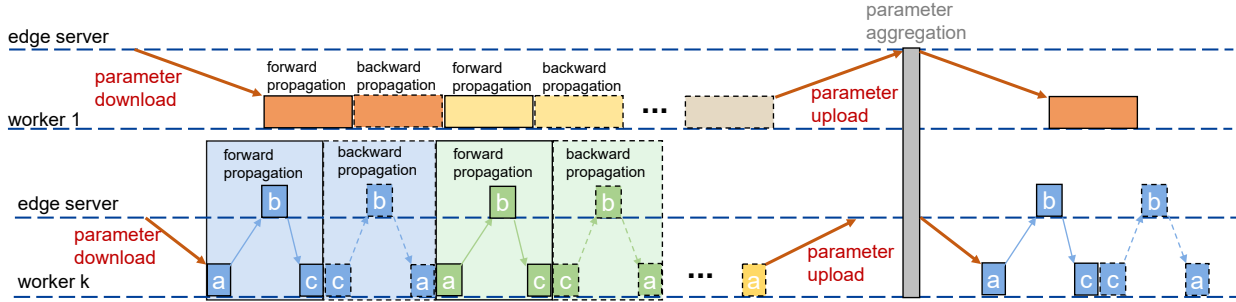 edge server
parameter
aggregation
parameter
download
forward
propagation
backward
propagation
forward
propagation
backward
propagation
...
parameter
upload
worker 1
forward
propagation
backward
propagation
forward
propagation
backward
propagation
b
b
b
b
b
b
edge server
parameter
download
parameter
upload
worker k
a
c
c
a
a
c
c
a
...
a
a
c
c
a